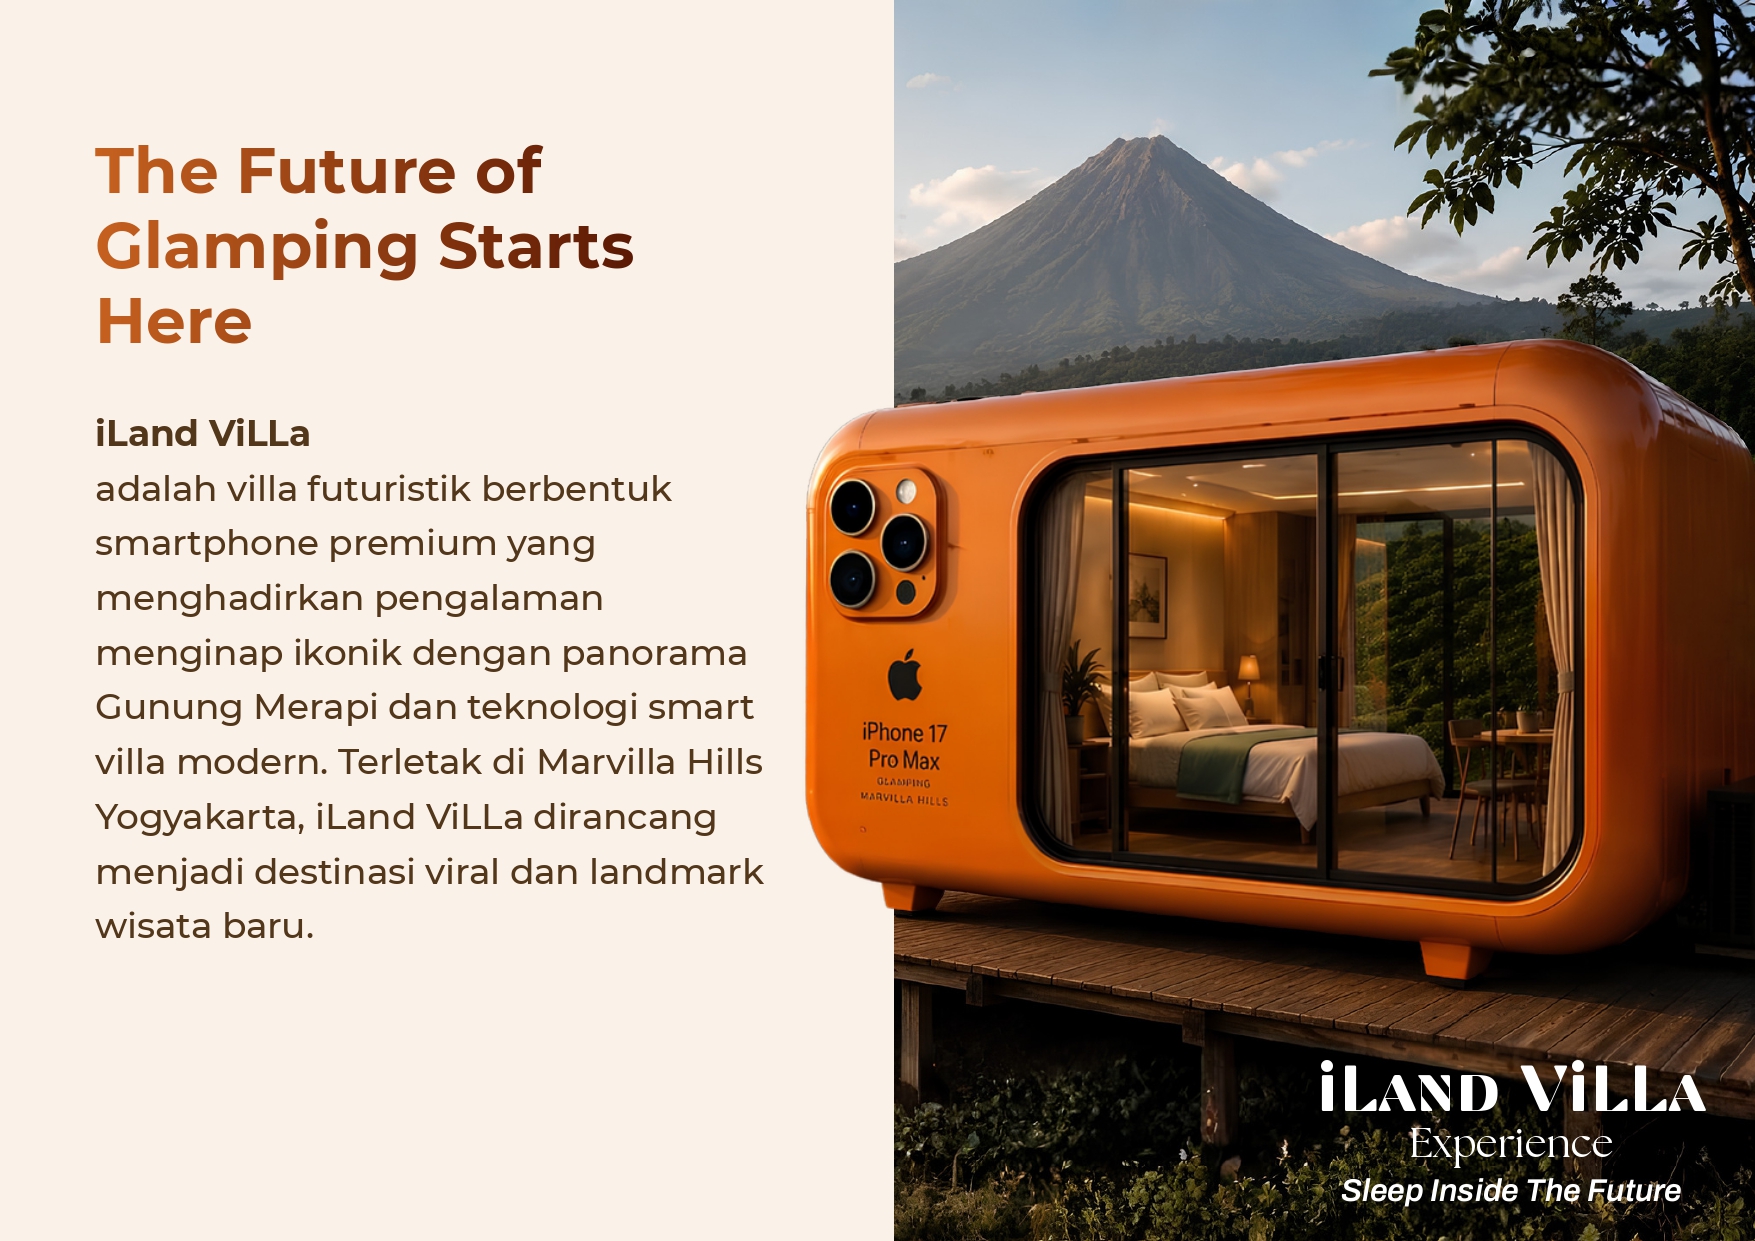 The Future of
Glamping Starts
Here
iLand ViLLa
adalah villa futuristik berbentuk
smartphone premium yang
menghadirkan pengalaman
menginap ikonik dengan panorama
Gunung Merapi dan teknologi smart
villa modern. Terletak di Marvilla Hills
Yogyakarta, iLand ViLLa dirancang
menjadi destinasi viral dan landmark
wisata baru.
iPhone 17
Pro Max
GLAMPING
MARVILLA HILLS
iLAND ViLLA
Experience
Sleep Inside The Future